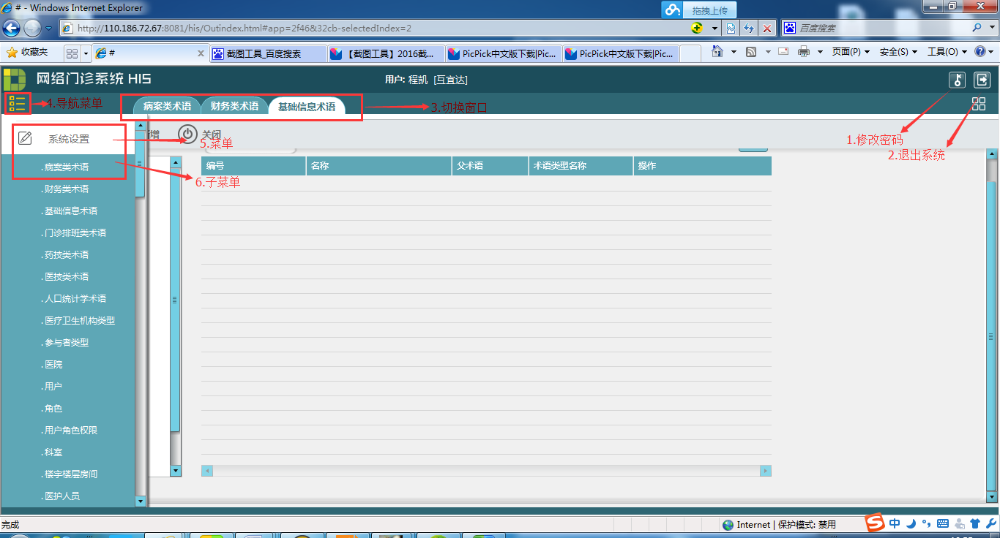 # - Windows Internet Explorer
拖拽上传
http://110.186.72.67:8081/his/Outindex.html#app=2f46&32cb-selectedIndex=2
百度搜索
收藏夹
#
截图工具_百度搜索
【截图工具】2016截...
PicPick中文版下载|Pic...
PicPick中文版下载|Pic...
页面(P)
安全(S)
工具(O)
网络门诊系统 HIS
用户: 程凯 [互宜达]
4.导航菜单
病案类术语
财务类术语
基础信息术语
3.切换窗口
系统设置
增
关闭
5.菜单
1.修改密码
2.退出系统
.病案类术语
编号
名称
父术语
术语类型名称
操作
6.子菜单
.财务类术语
.基础信息术语
.门诊排班类术语
.药技类术语
.医技类术语
.人口统计学术语
.医疗卫生机构类型
.参与者类型
.医院
.用户
.角色
.用户角色权限
.科室
.楼宇楼层房间
.医护人员
完成
Internet | 保护模式: 禁用
中